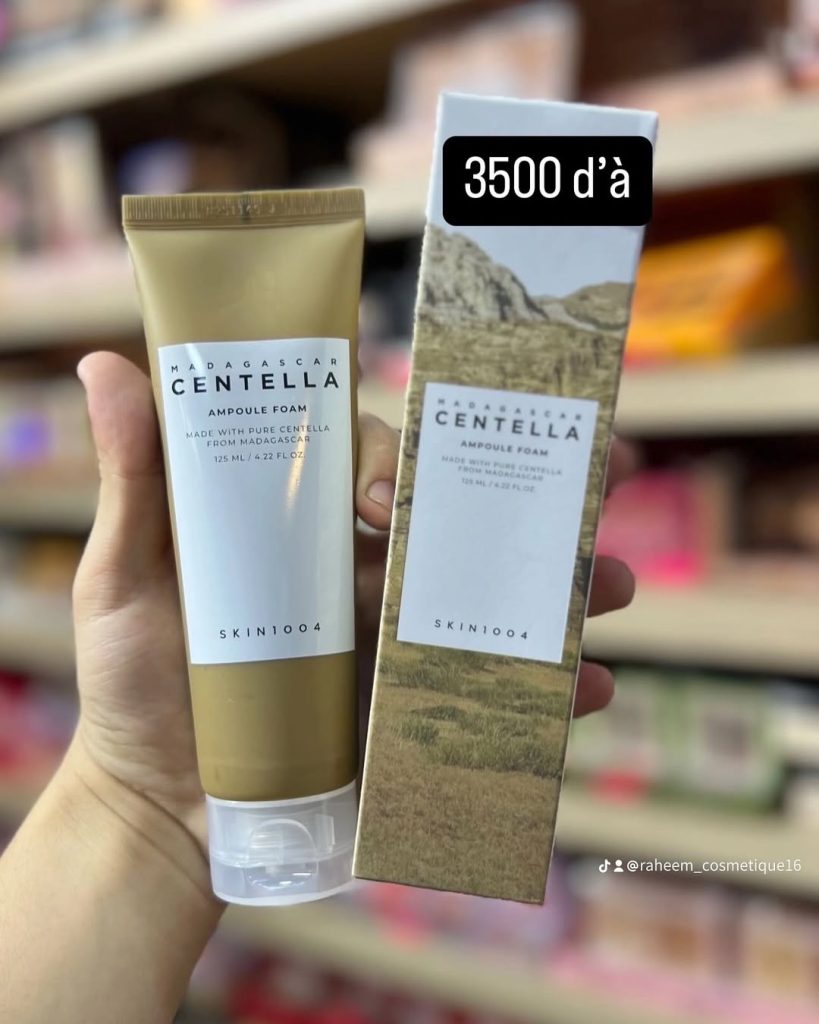 3500 d’à
MADAGASCAR
CENTELLA
AMPOULE FOAM
MADE WITH PURE CENTELLA
FROM MADAGASCAR
125 ML / 4.22 FL OZ.
SKIN1004
MADAGASCAR
CENTELLA
AMPOULE FOAM
MADE WITH PURE CENTELLA
FROM MADAGASCAR
125 ML / 4.22 FL OZ.
SKIN1004
@raheem_cosmetique16